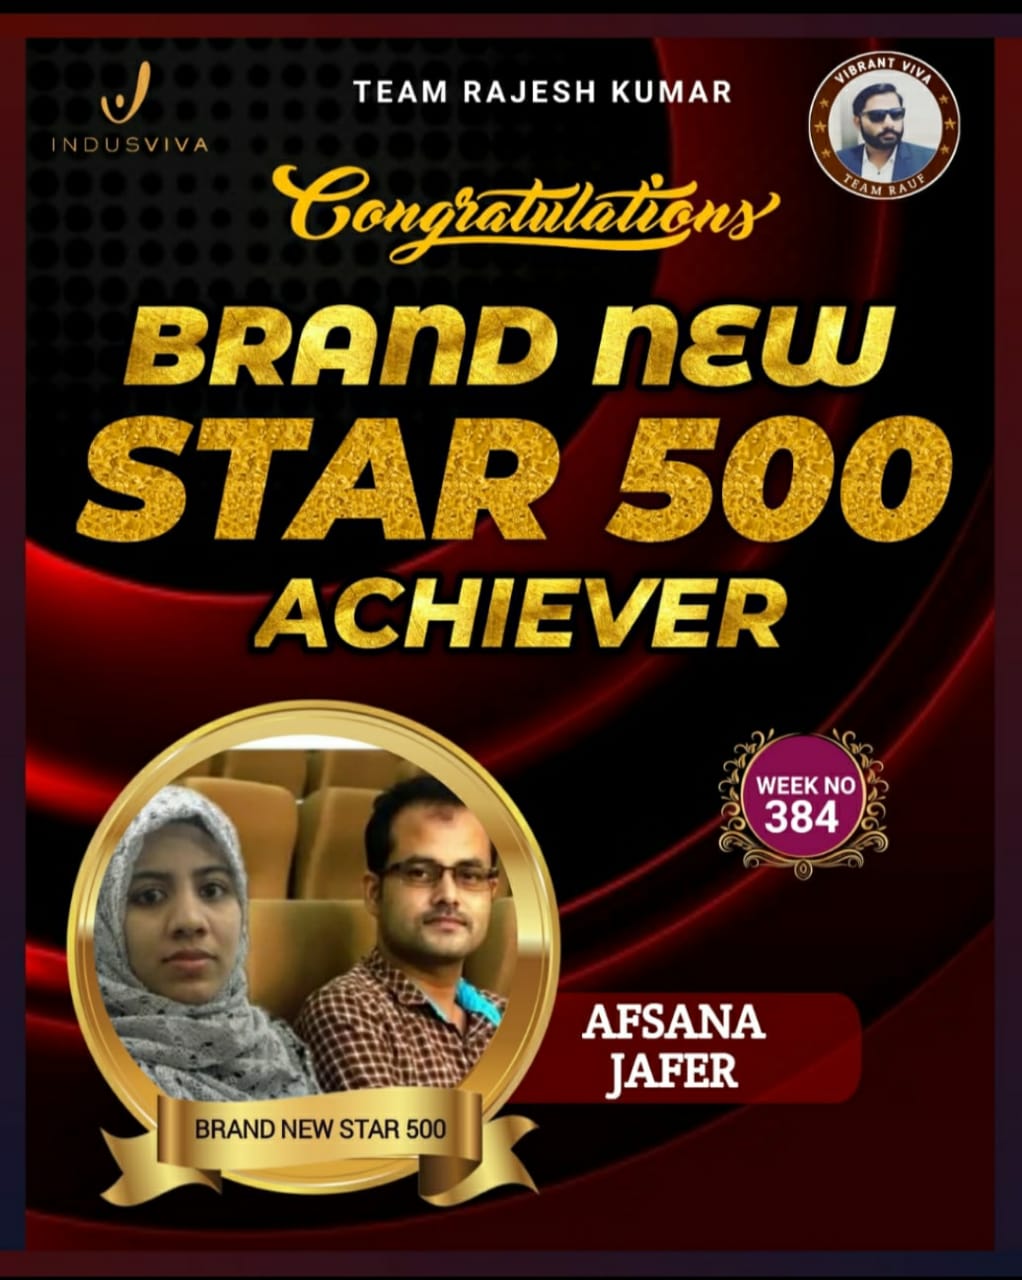 INDUSVIVA
TEAM RAJESH KUMAR
VIBRANT VIVA
TEAM RAUF
Congratulations
BRAND NEW
STAR 500
ACHIEVER
WEEK NO
384
AFSANA
JAFER
BRAND NEW STAR 500